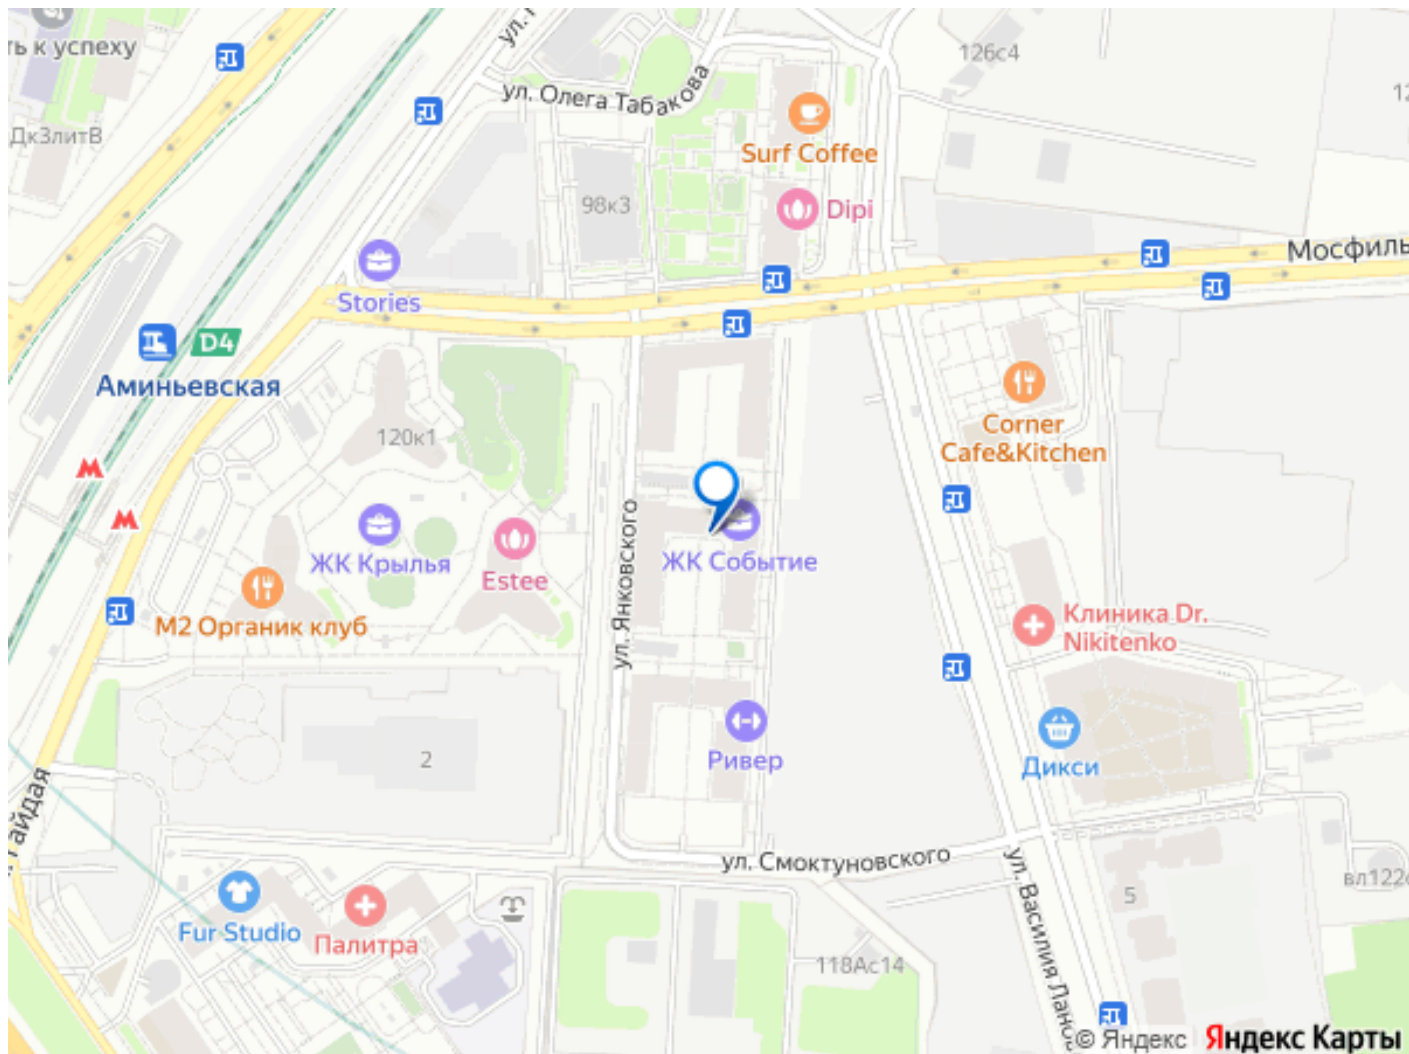 ть к успеху
126с4
ул. Олега Табакова
ДкЗлитВ
Surf Coffee
98к3
Dipi
Мосфиль
Stories
D4
Аминьевская
120к1
Corner
Cafe&Kitchen
ул. Янковского
ЖК Крылья
ЖК Событие
Estee
М2 Органик клуб
Клиника Dr.
Nikitenko
Ривер
2
Дикси
Гайдая
ул. Смоктуновского
ул. Василия Лано
вл122
5
Fur Studio
Палитра
118Ас14
© Яндекс Яндекс Карты